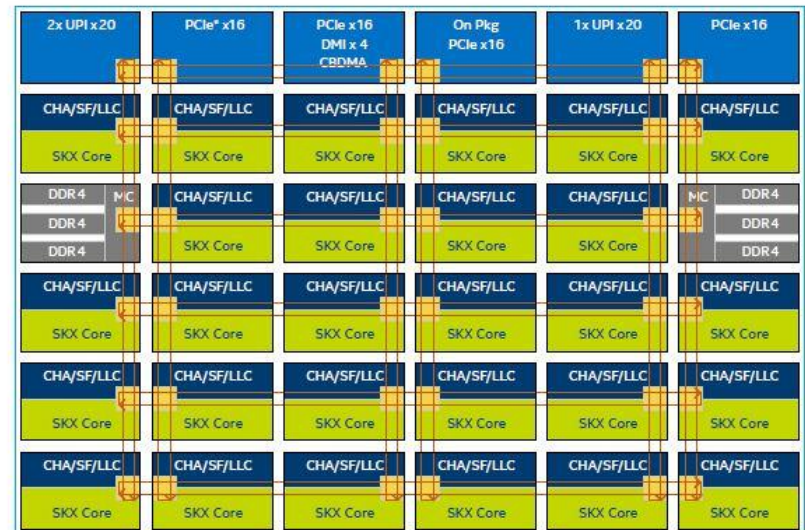 2x UPI x20 PCIe* x16 PCIe x16 On Pkg 1x UPI x20 PCIe x16
DMI x 4 PCIe x16
CBDMA
CHA/SF/LLC CHA/SF/LLC CHA/SF/LLC CHA/SF/LLC CHA/SF/LLC CHA/SF/LLC
SKX Core SKX Core SKX Core SKX Core SKX Core SKX Core
DDR4 MC CHA/SF/LLC CHA/SF/LLC CHA/SF/LLC CHA/SF/LLC MC DDR4
DDR4 DDR4
DDR4 SKX Core SKX Core SKX Core SKX Core DDR4
CHA/SF/LLC CHA/SF/LLC CHA/SF/LLC CHA/SF/LLC CHA/SF/LLC CHA/SF/LLC
SKX Core SKX Core SKX Core SKX Core SKX Core SKX Core
CHA/SF/LLC CHA/SF/LLC CHA/SF/LLC CHA/SF/LLC CHA/SF/LLC CHA/SF/LLC
SKX Core SKX Core SKX Core SKX Core SKX Core SKX Core
CHA/SF/LLC CHA/SF/LLC CHA/SF/LLC CHA/SF/LLC CHA/SF/LLC CHA/SF/LLC
SKX Core SKX Core SKX Core SKX Core SKX Core SKX Core